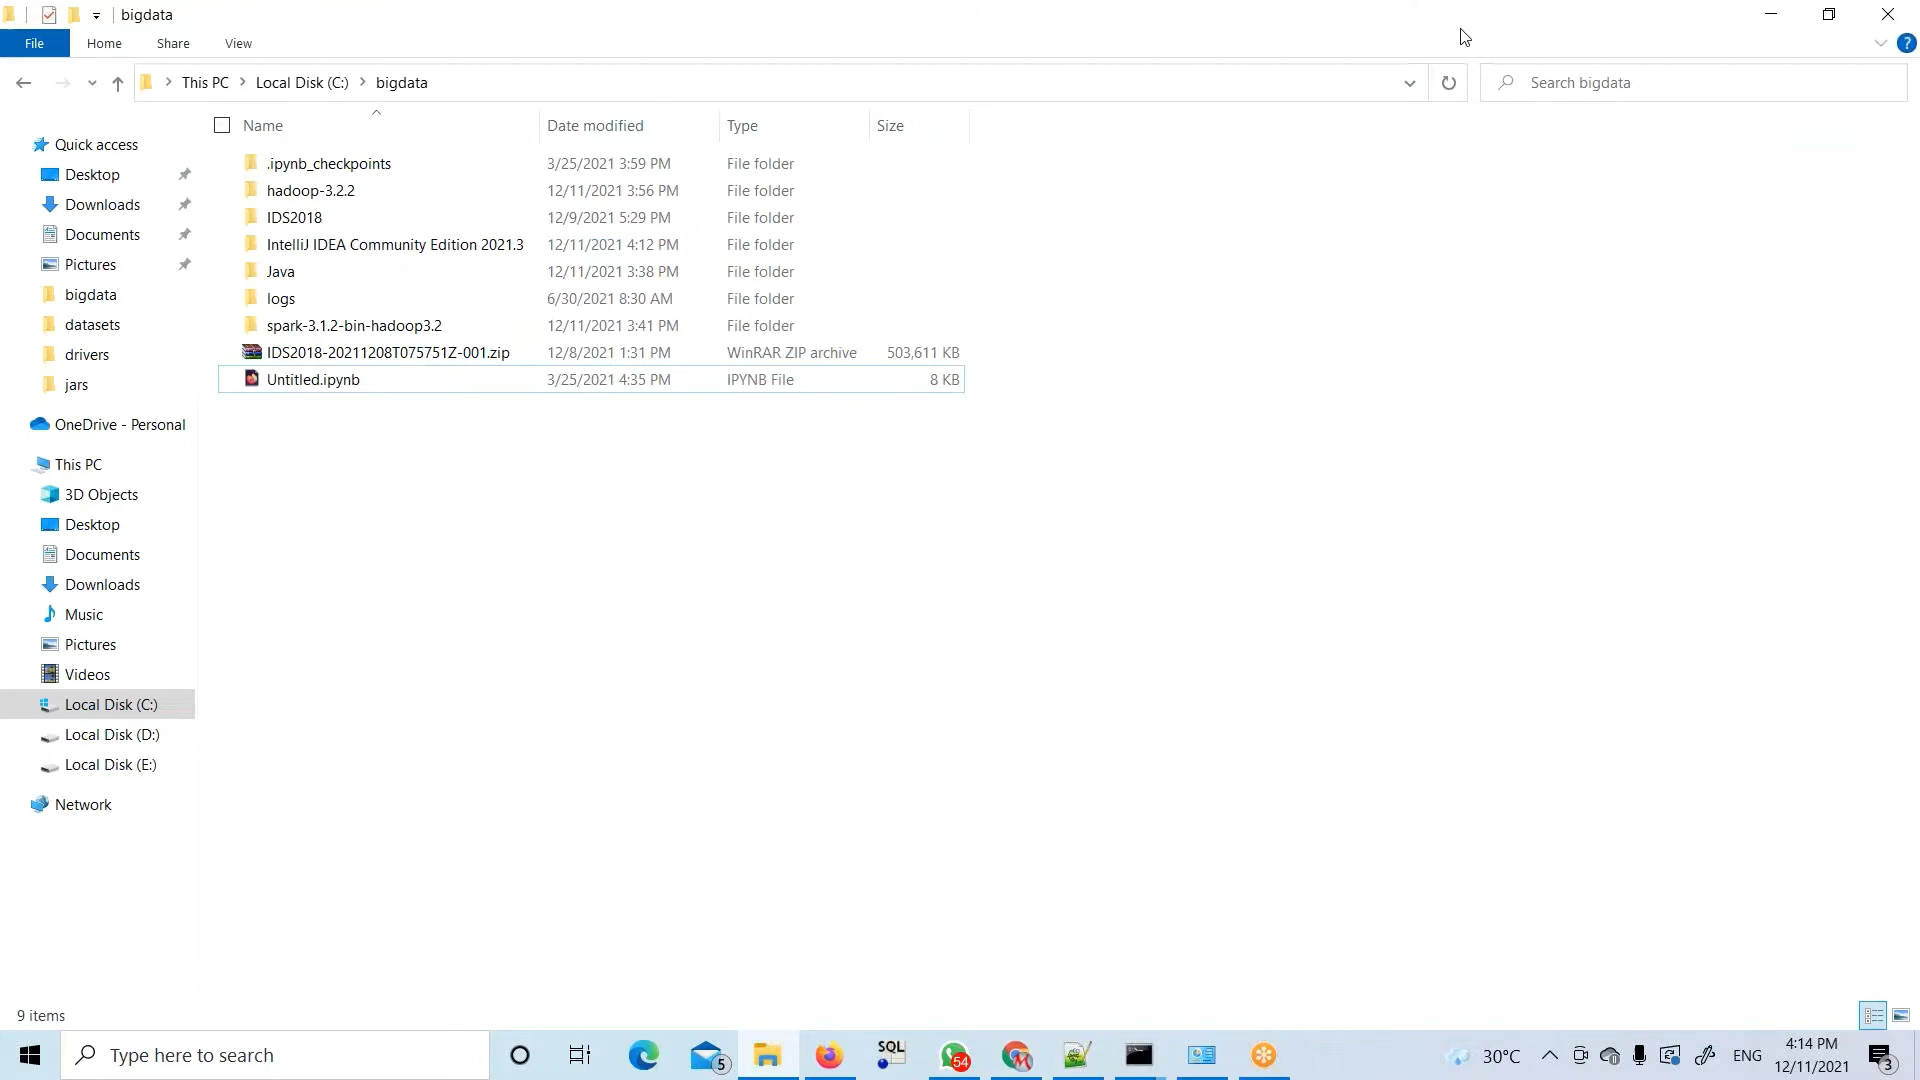 bigdata
File Home Share View
This PC Local Disk (C:) bigdata
Search bigdata
Name Date modified Type Size
Quick access
Desktop
Downloads
Documents
Pictures
bigdata
datasets
drivers
jars
OneDrive - Personal
This PC
3D Objects
Desktop
Documents
Downloads
Music
Pictures
Videos
Local Disk (C:)
Local Disk (D:)
Local Disk (E:)
Network
.ipynb_checkpoints 3/25/2021 3:59 PM File folder
hadoop-3.2.2 12/11/2021 3:56 PM File folder
IDS2018 12/9/2021 5:29 PM File folder
IntelliJ IDEA Community Edition 2021.3 12/11/2021 4:12 PM File folder
Java 12/11/2021 3:38 PM File folder
logs 6/30/2021 8:30 AM File folder
spark-3.1.2-bin-hadoop3.2 12/11/2021 3:41 PM File folder
IDS2018-20211208T075751Z-001.zip 12/8/2021 1:31 PM WinRAR ZIP archive 503,611 KB
Untitled.ipynb 3/25/2021 4:35 PM IPYNB File 8 KB
9 items
Type here to search
5
SQL
54
30°C
ENG
4:14 PM
12/11/2021
3